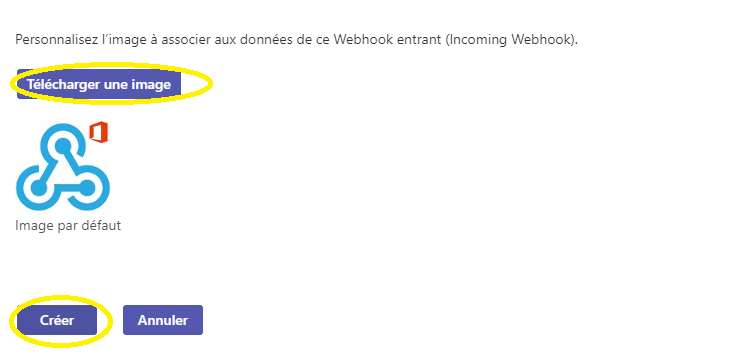 Personnalisez l'image à associer aux données de ce Webhook entrant (Incoming Webhook).
Télécharger une image
Image par défaut
Créer Annuler